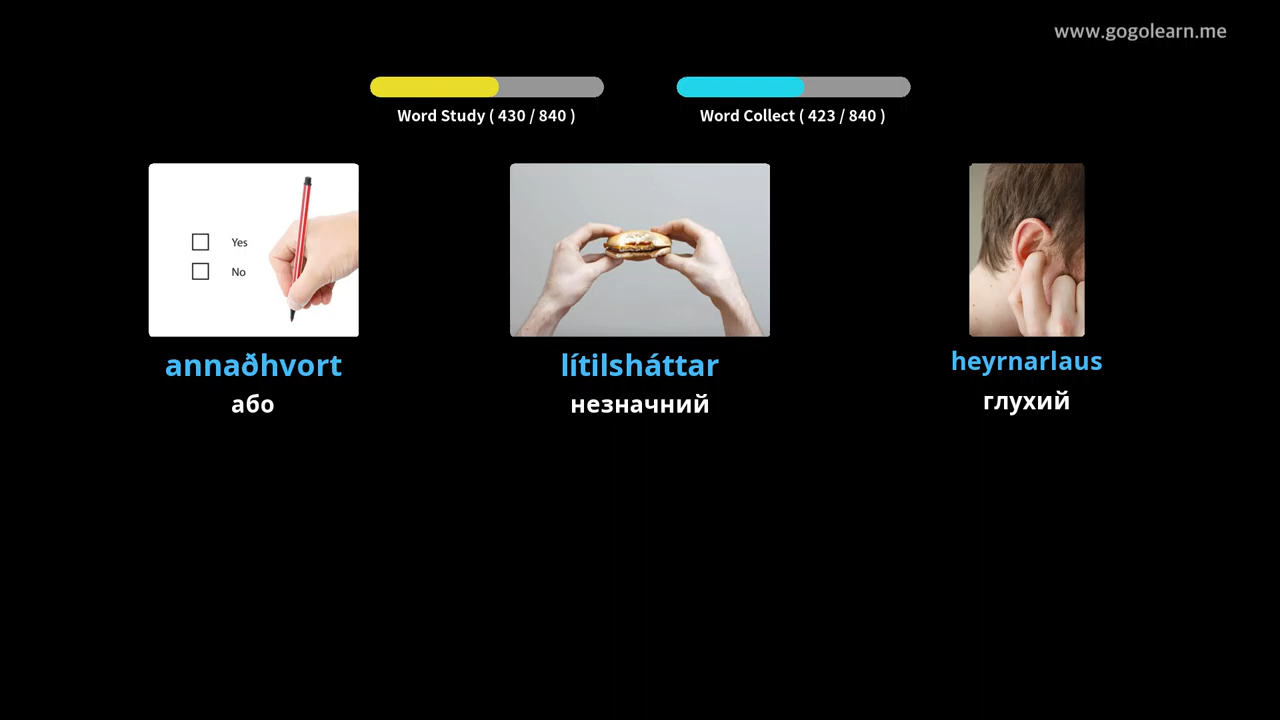 www.gogolearn.me
Word Study ( 430 / 840 )
Word Collect ( 423 / 840 )
Yes
No
annaðhvort
lítilsháttar
heyrnarlaus
або
незначний
глухий